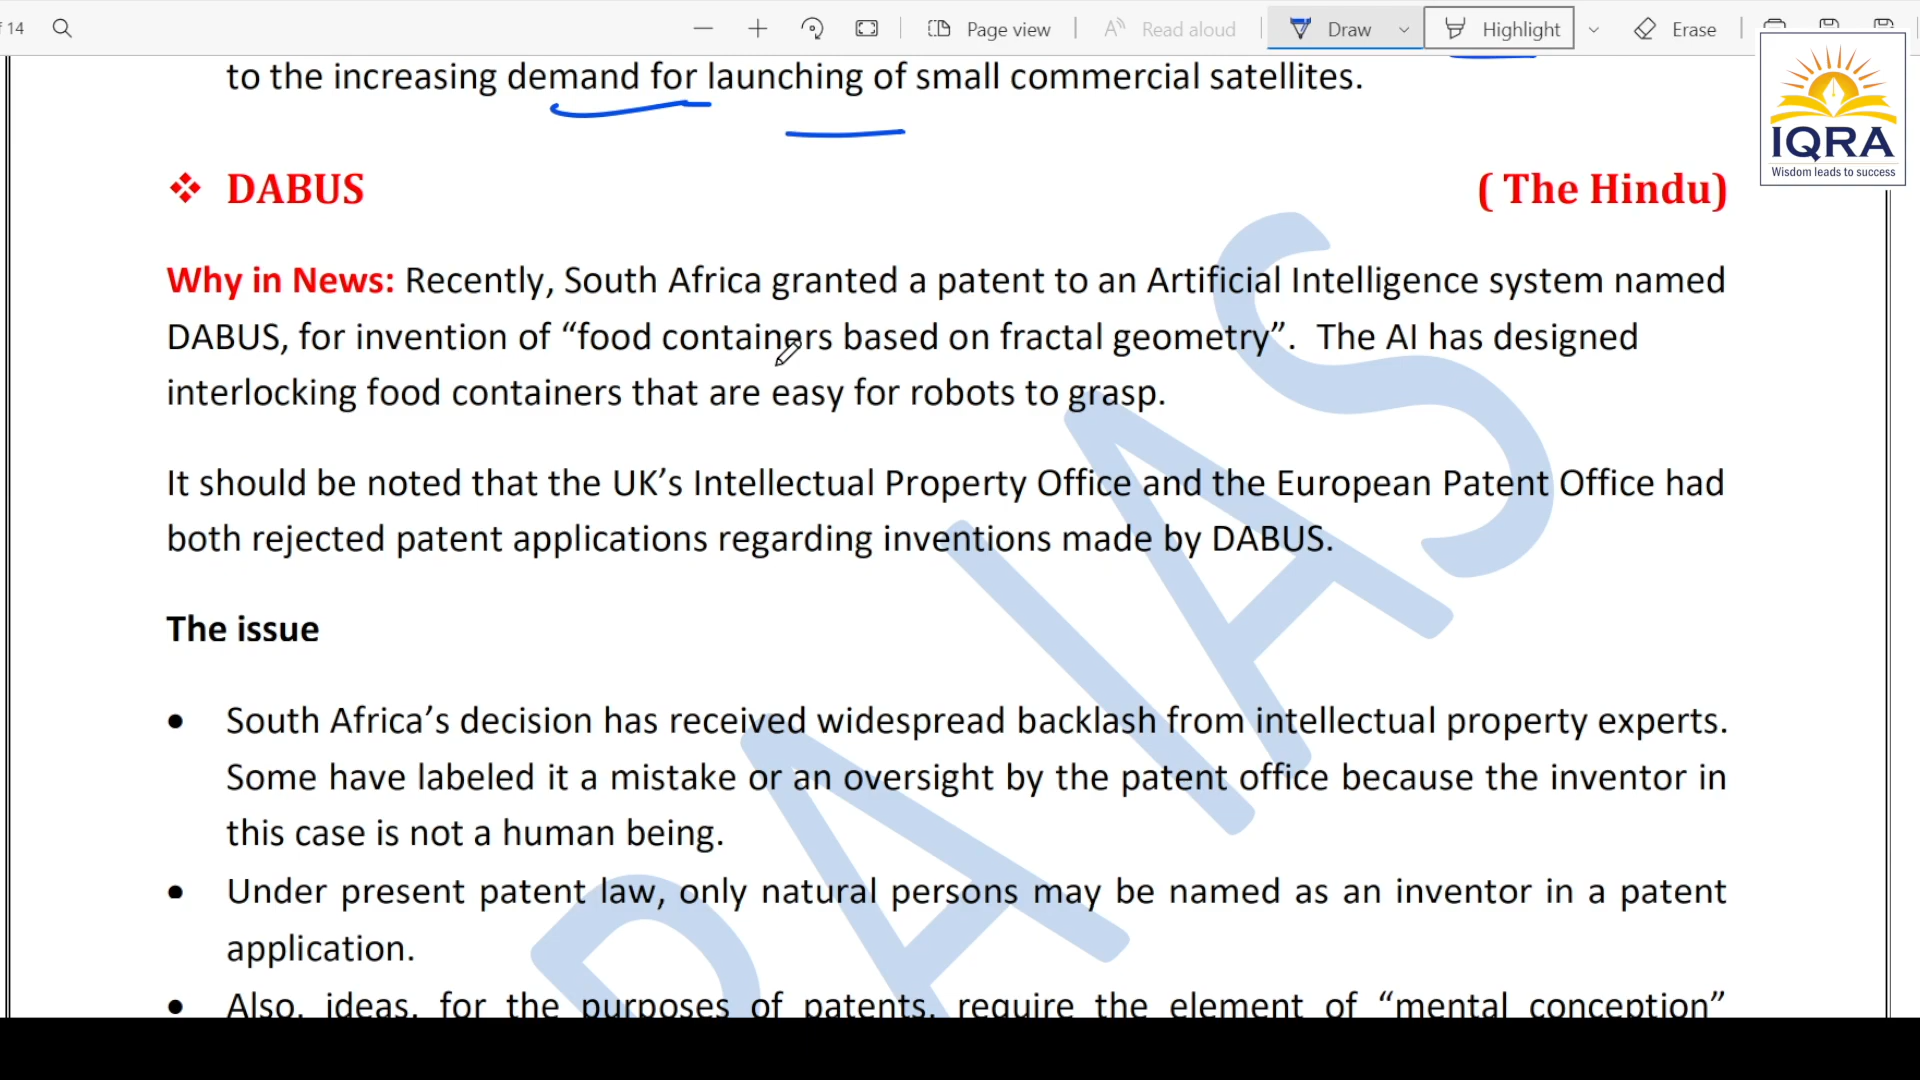 f 14 Page view Read aloud Draw Highlight Erase
to the increasing demand for launching of small commercial satellites.
IQRA
Wisdom leads to success
❖ DABUS ( The Hindu)
Why in News: Recently, South Africa granted a patent to an Artificial Intelligence system named
DABUS, for invention of “food containers based on fractal geometry”. The AI has designed
interlocking food containers that are easy for robots to grasp.
It should be noted that the UK’s Intellectual Property Office and the European Patent Office had
both rejected patent applications regarding inventions made by DABUS.
The issue
• South Africa’s decision has received widespread backlash from intellectual property experts.
Some have labeled it a mistake or an oversight by the patent office because the inventor in
this case is not a human being.
• Under present patent law, only natural persons may be named as an inventor in a patent
application.
• Also, ideas, for the purposes of patents, require the element of “mental conception”
IAS